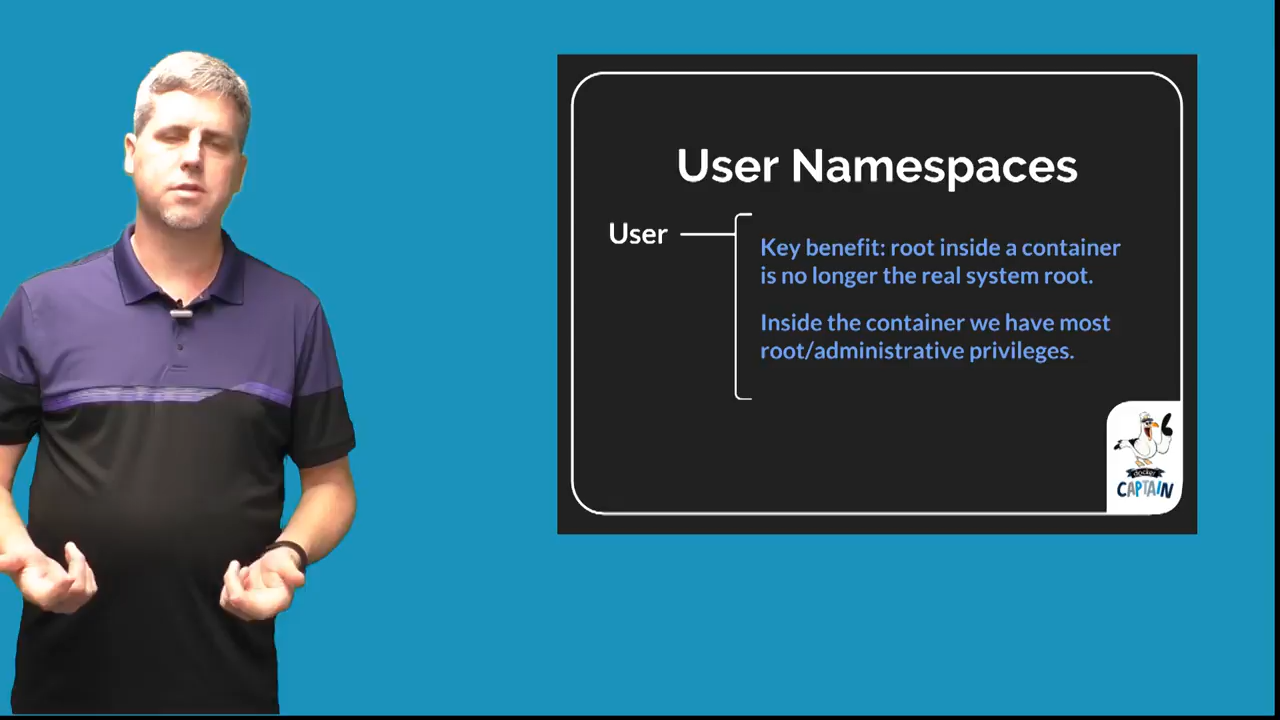 User Namespaces
User
Key benefit: root inside a container
is no longer the real system root.
Inside the container we have most
root/administrative privileges.
docker
CAPTAIN